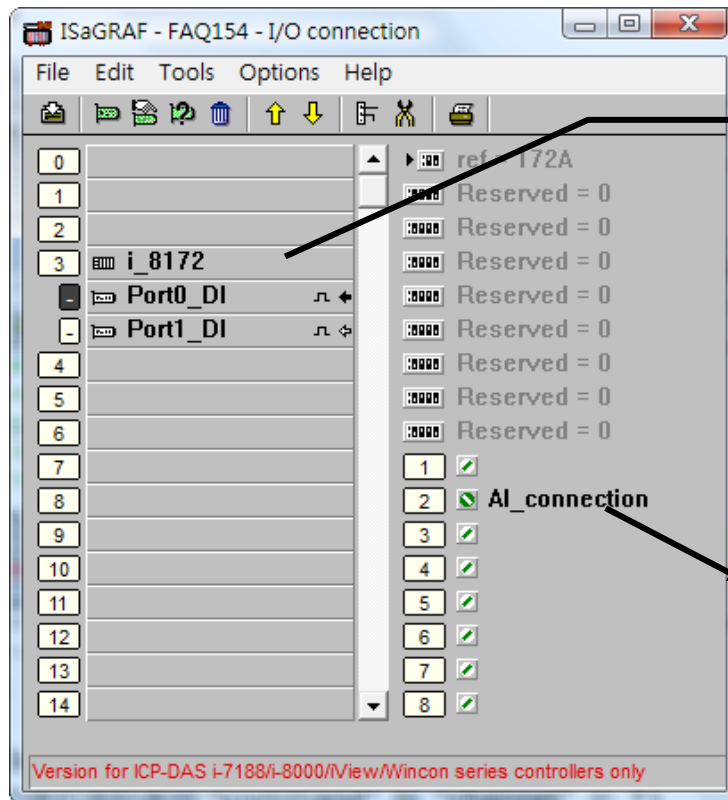 ISaGRAF - FAQ154 - I/O connection
File Edit Tools Options Help
0
1
2
3 i_8172
- Port0_DI
- Port1_DI
4
5
6
7
8
9
10
11
12
13
14
ref = 172A
Reserved = 0
Reserved = 0
Reserved = 0
Reserved = 0
Reserved = 0
Reserved = 0
Reserved = 0
Reserved = 0
1
2 AI_connection
3
4
5
6
7
8
Version for ICP-DAS i-7188/i-8000/iView/Wincon series controllers only